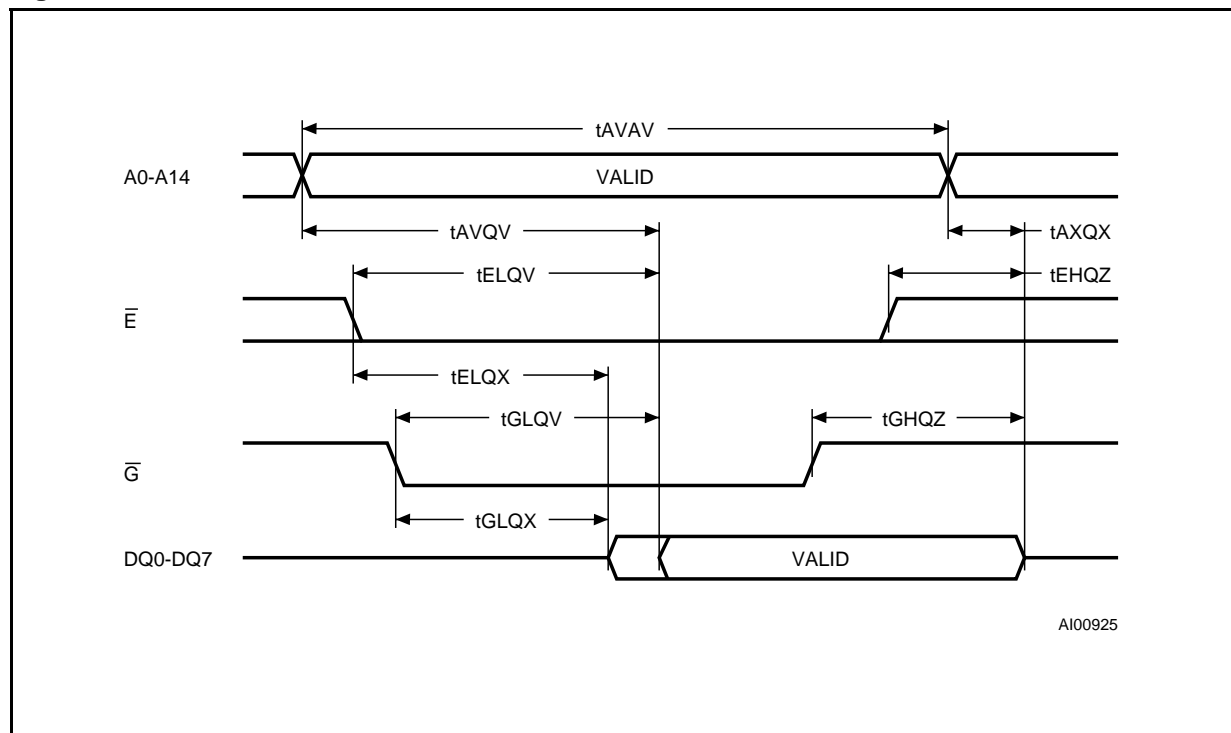 tAVAV
A0-A14
VALID
tAVQV
tAXQX
tELQV
tEHQZ
E̅
tELQX
tGLQV
tGHQZ
G̅
tGLQX
DQ0-DQ7
VALID
AI00925